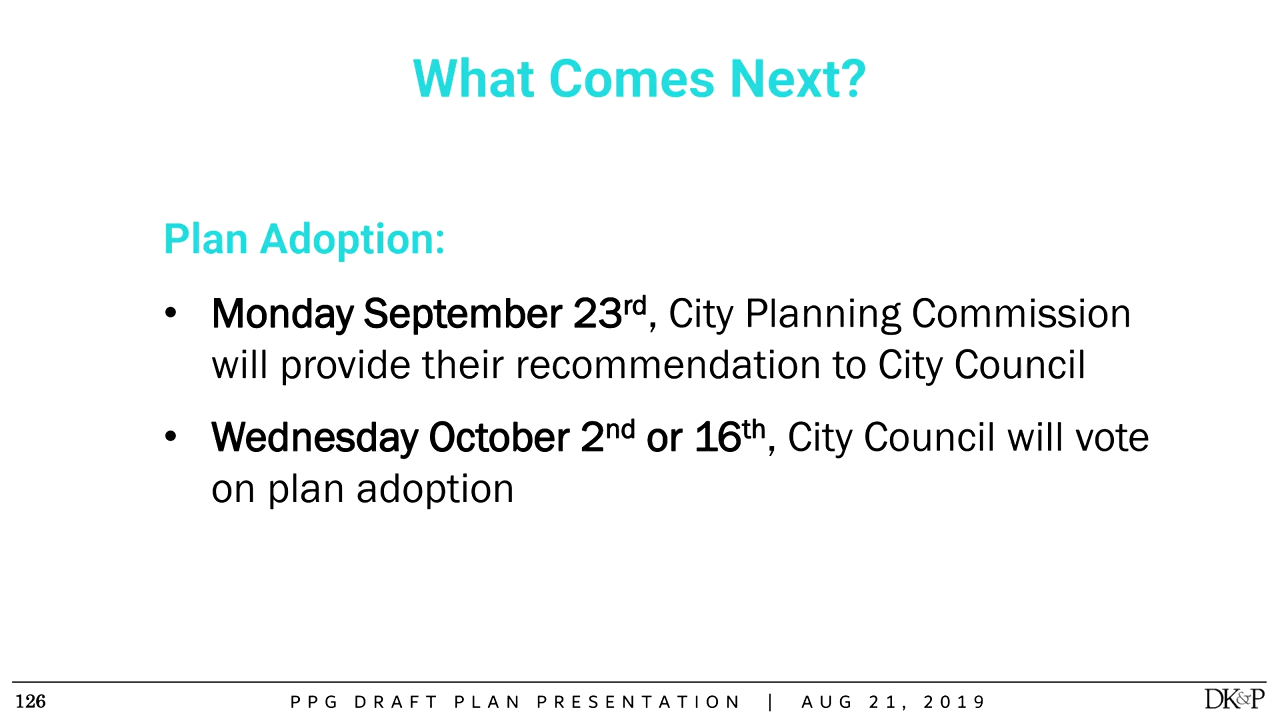 What Comes Next?
Plan Adoption:
• Monday September 23rd, City Planning Commission
will provide their recommendation to City Council
• Wednesday October 2nd or 16th, City Council will vote
on plan adoption
126 PPG DRAFT PLAN PRESENTATION | AUG 21, 2019 DK&P